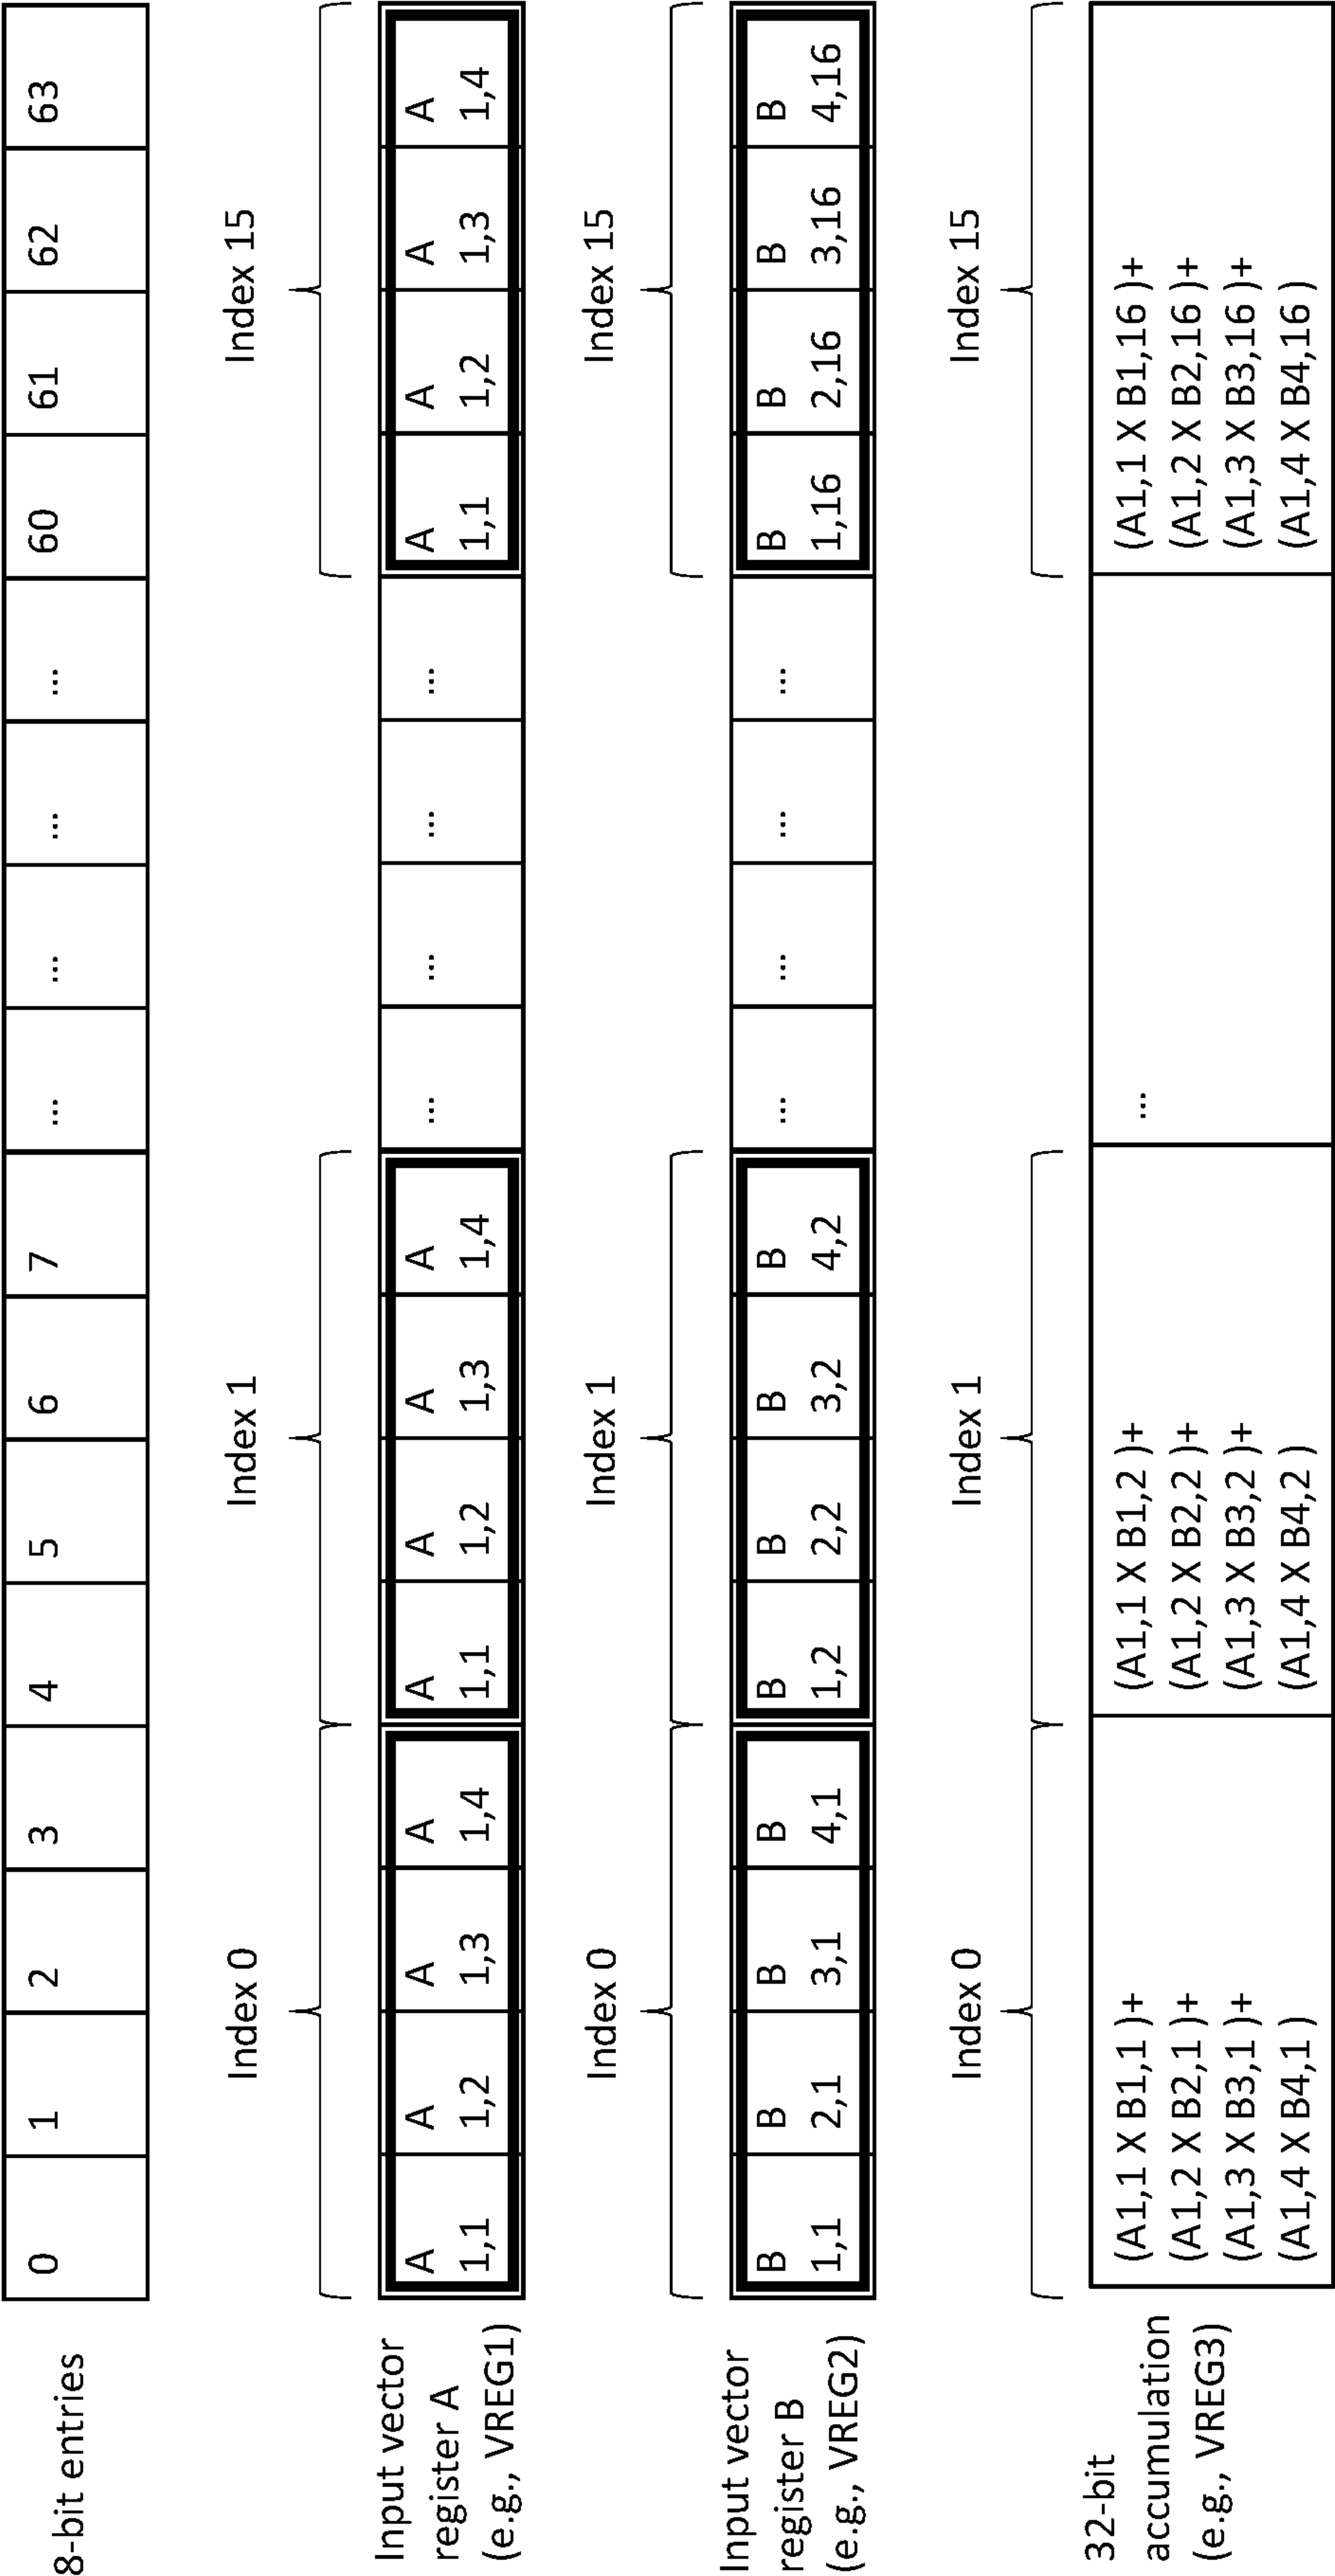 8-bit entries
0 1 2 3 4 5 6 7 ... ... ... ... 60 61 62 63
Index 0 Index 1 Index 15
Input vector
register A
(e.g., VREG1)
A A A A A A A A ... ... ... ... A A A A
1,1 1,2 1,3 1,4 1,1 1,2 1,3 1,4 1,1 1,2 1,3 1,4
Index 0 Index 1 Index 15
Input vector
register B
(e.g., VREG2)
B B B B B B B B ... ... ... ... B B B B
1,1 2,1 3,1 4,1 1,2 2,2 3,2 4,2 1,16 2,16 3,16 4,16
Index 0 Index 1 Index 15
32-bit
accumulation
(e.g., VREG3)
(A1,1 X B1,1 )+ (A1,1 X B1,2 )+ ... (A1,1 X B1,16 )+
(A1,2 X B2,1 )+ (A1,2 X B2,2 )+ (A1,2 X B2,16 )+
(A1,3 X B3,1 )+ (A1,3 X B3,2 )+ (A1,3 X B3,16 )+
(A1,4 X B4,1 ) (A1,4 X B4,2 ) (A1,4 X B4,16 )